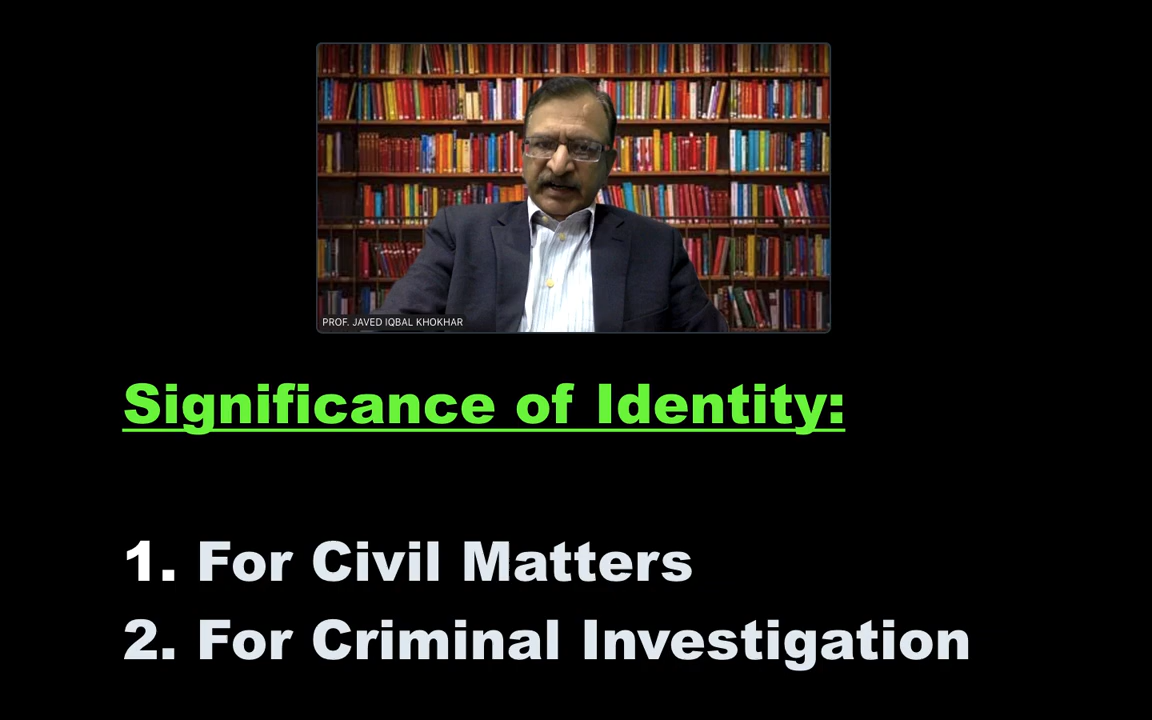 PROF. JAVED IQBAL KHOKHAR
Significance of Identity:
1. For Civil Matters
2. For Criminal Investigation